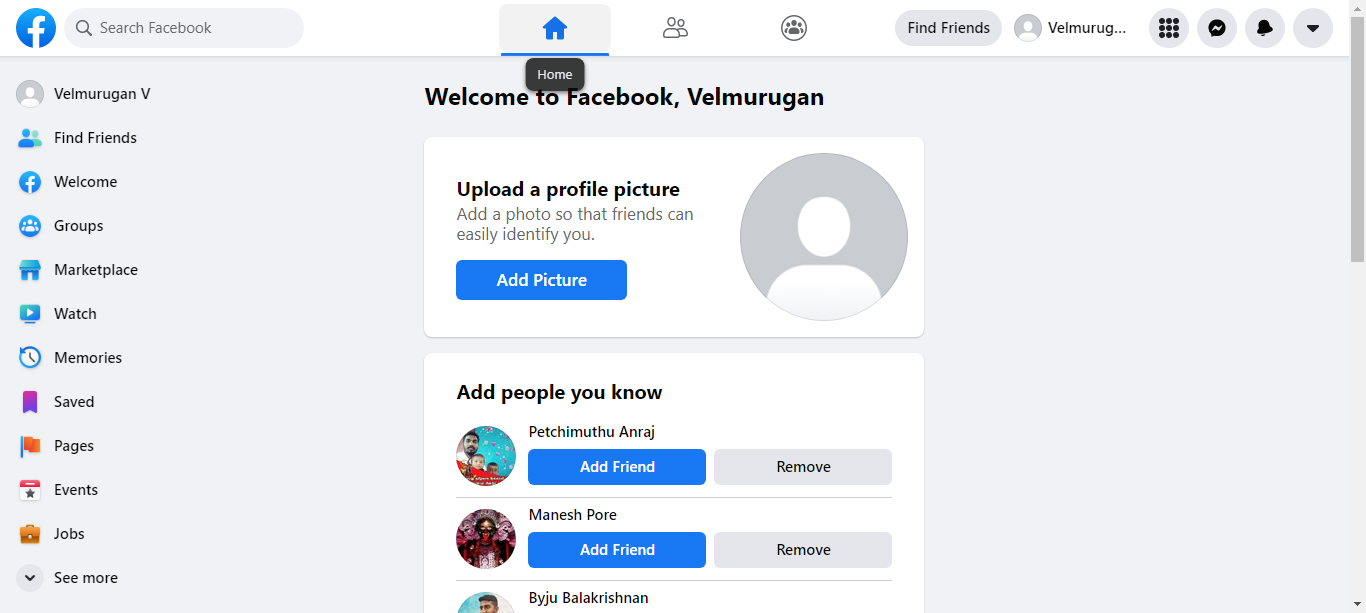 Search Facebook
Find Friends
Velmurug...
Home
Velmurugan V
Find Friends
Welcome
Groups
Marketplace
Watch
Memories
Saved
Pages
Events
Jobs
See more
Welcome to Facebook, Velmurugan
Upload a profile picture
Add a photo so that friends can
easily identify you.
Add Picture
Add people you know
Petchimuthu Anraj
Add Friend
Remove
Manesh Pore
Add Friend
Remove
Byju Balakrishnan